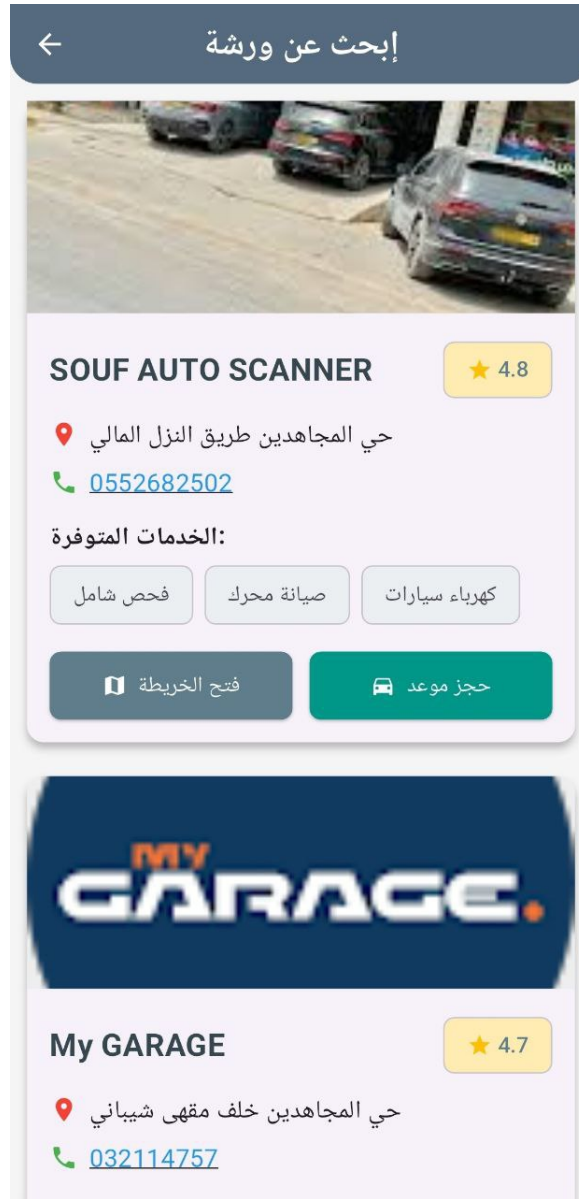 إبحث عن ورشة
SOUF AUTO SCANNER
4.8
حي المجاهدين طريق النزل المالي
0552682502
الخدمات المتوفرة:
فحص شامل
صيانة محرك
كهرباء سيارات
فتح الخريطة
حجز موعد
MY
GARAGE.
My GARAGE
4.7
حي المجاهدين خلف مقهى شيباني
032114757